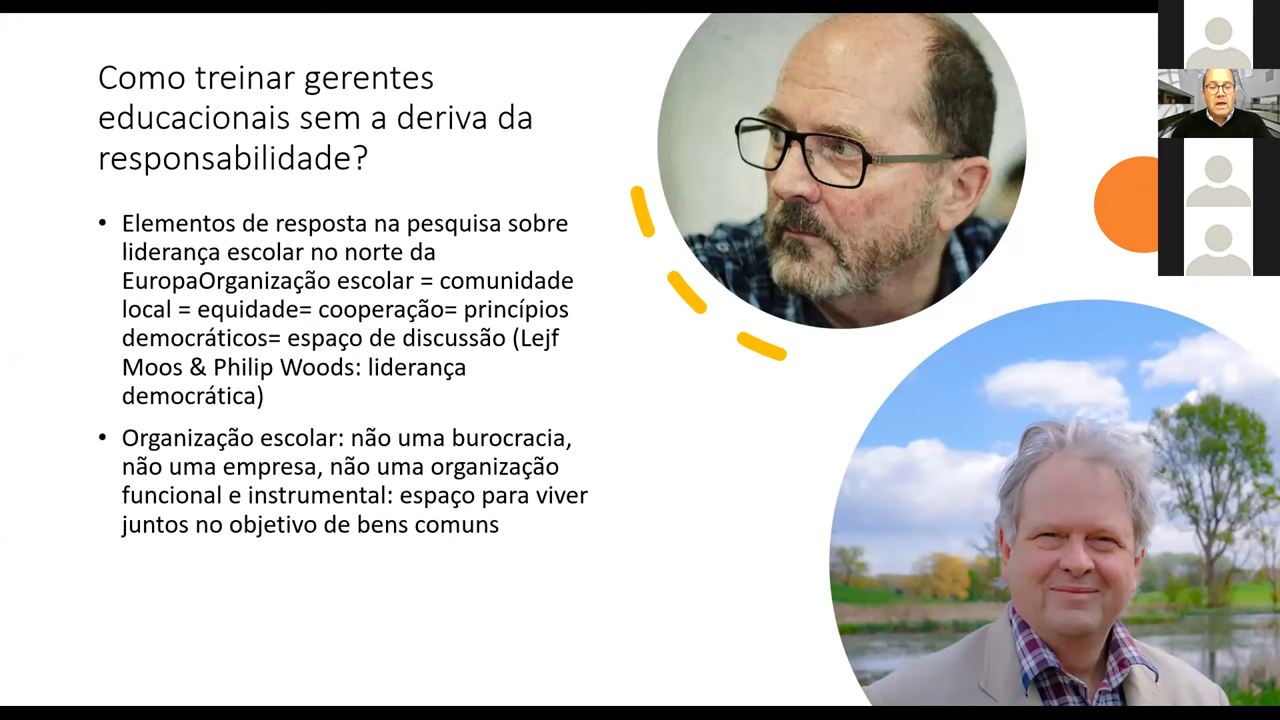 Como treinar gerentes
educacionais sem a deriva da
responsabilidade?
• Elementos de resposta na pesquisa sobre
liderança escolar no norte da
EuropaOrganização escolar = comunidade
local = equidade= cooperação= princípios
democráticos= espaço de discussão (Lejf
Moos & Philip Woods: liderança
democrática)
• Organização escolar: não uma burocracia,
não uma empresa, não uma organização
funcional e instrumental: espaço para viver
juntos no objetivo de bens comuns